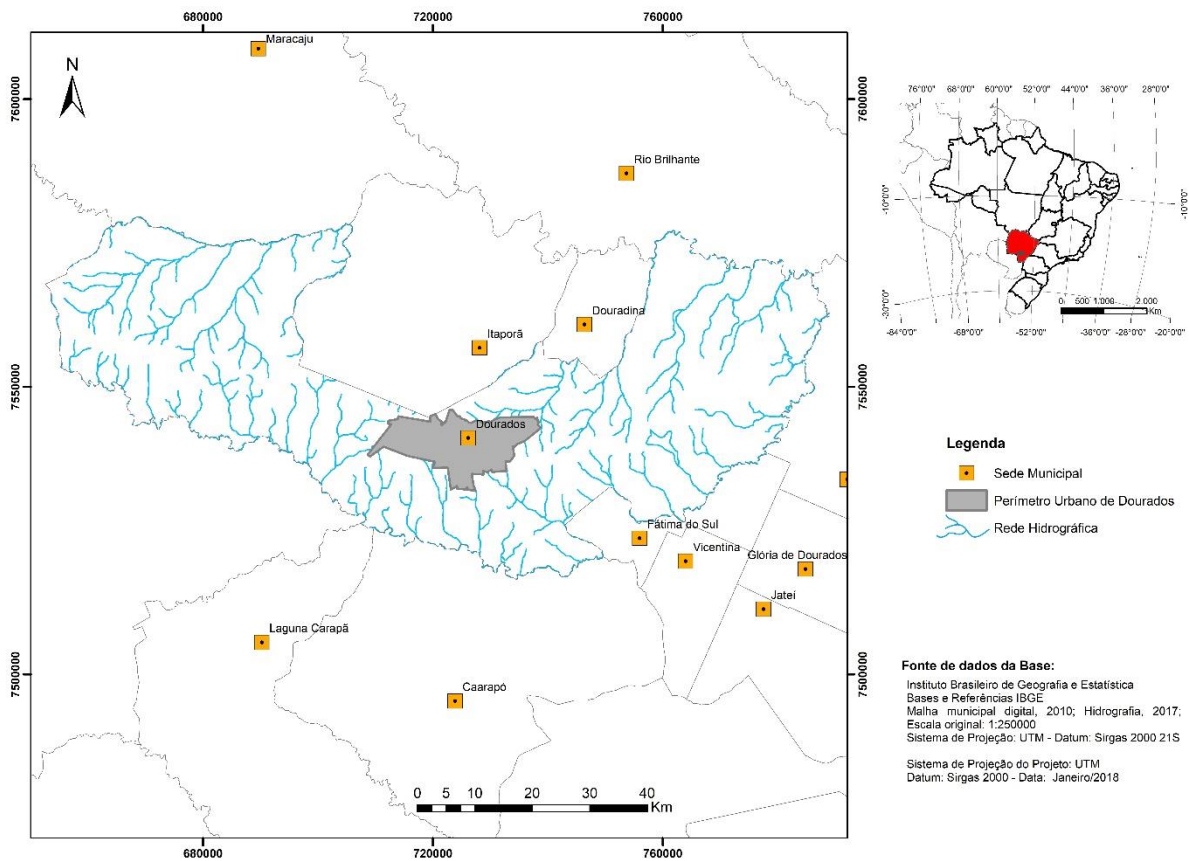 680000
720000
760000
Maracaju
N
7600000
7600000
Rio Brilhante
Douradina
Itaporã
7550000
7550000
Dourados
Fátima do Sul
Vicentina
Glória de Dourados
Jateí
Laguna Carapã
7500000
7500000
Caarapó
0 10 20 30 40
Km
680000
720000
760000
76°0'0" 68°0'0" 60°0'0" 52°0'0" 44°0'0" 36°0'0" 28°0'0"
-10°0'0"
-10°0'0"
-30°0'0"
0 500 1.000 2.000
Km
-84°0'0" -68°0'0" -52°0'0" -36°0'0" -28°0'0" -20°0'0"
Legenda
Sede Municipal
Perímetro Urbano de Dourados
Rede Hidrográfica
Fonte de dados da Base:
Instituto Brasileiro de Geografia e Estatística
Bases e Referências IBGE
Malha municipal digital, 2010; Hidrografia, 2017;
Escala original: 1:250000
Sistema de Projeção: UTM - Datum: Sirgas 2000 21S
Sistema de Projeção do Projeto: UTM
Datum: Sirgas 2000 - Data: Janeiro/2018